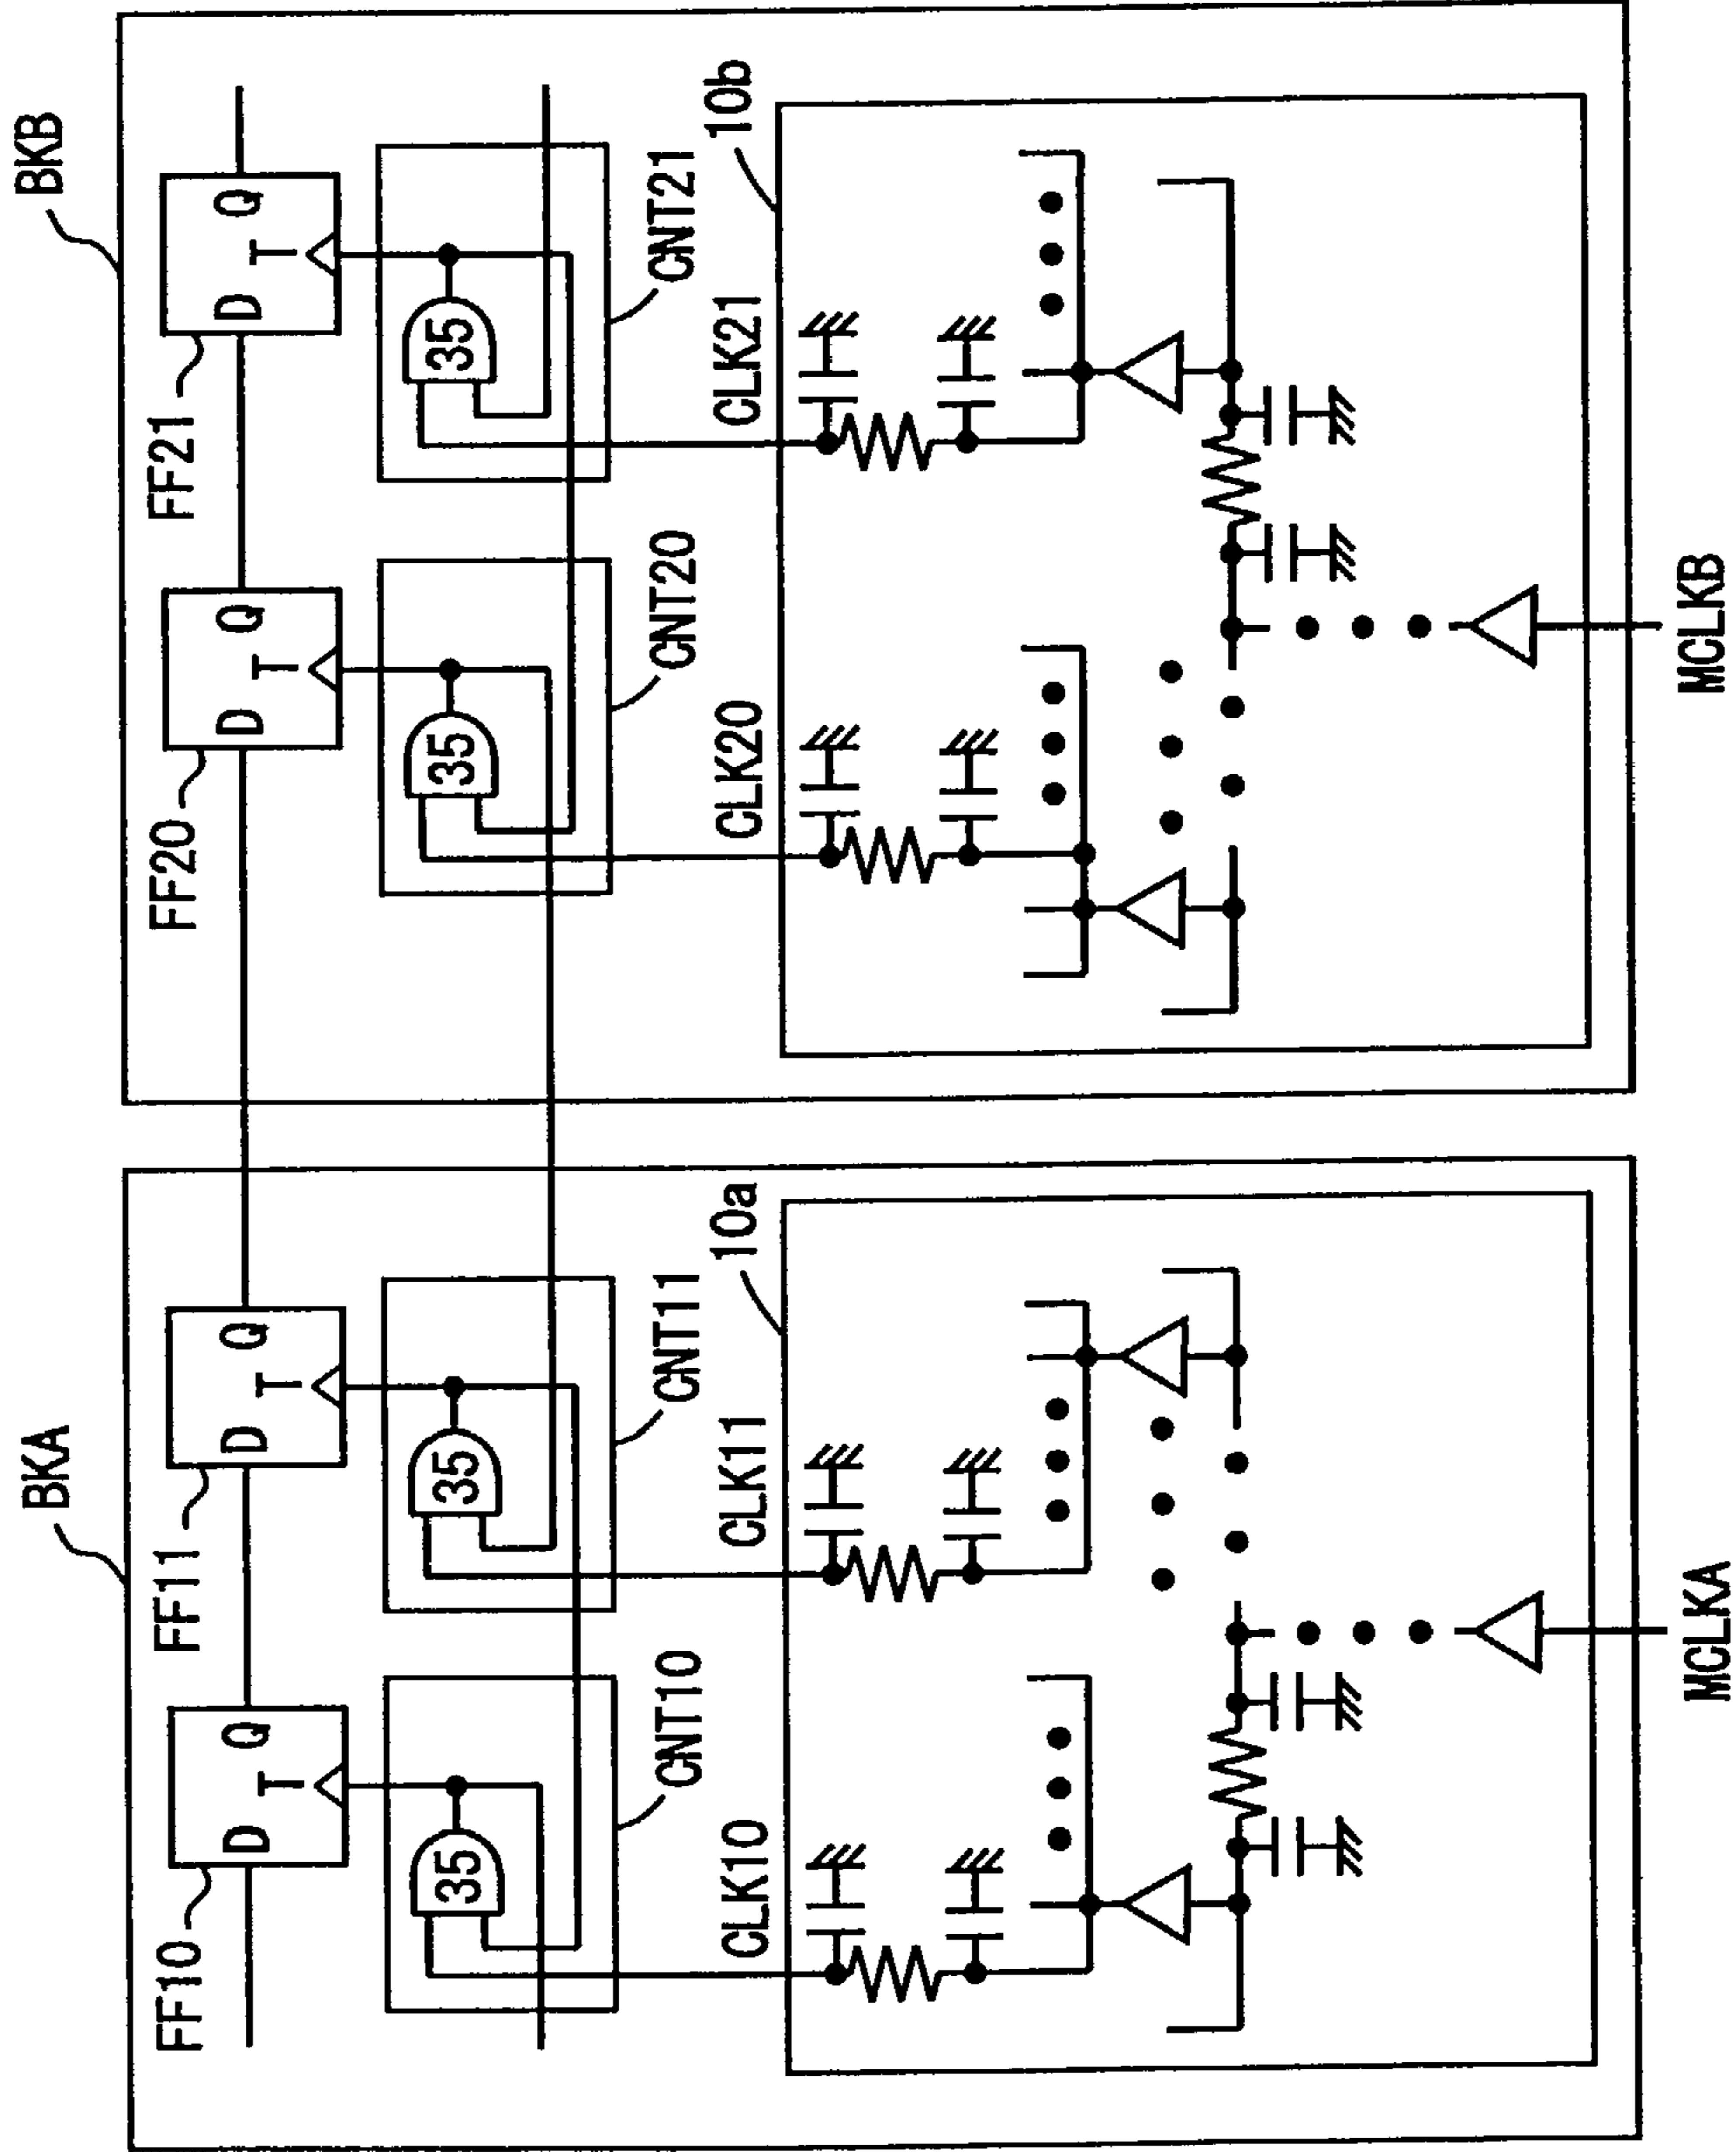 BKA
BKB
FF10
D
T
Q
FF11
D
T
Q
FF20
D
T
Q
FF21
D
T
Q
35
35
35
35
CNT10
CNT11
CNT20
CNT21
CLK10
CLK11
10a
CLK20
CLK21
10b
MCLKA
MCLKB